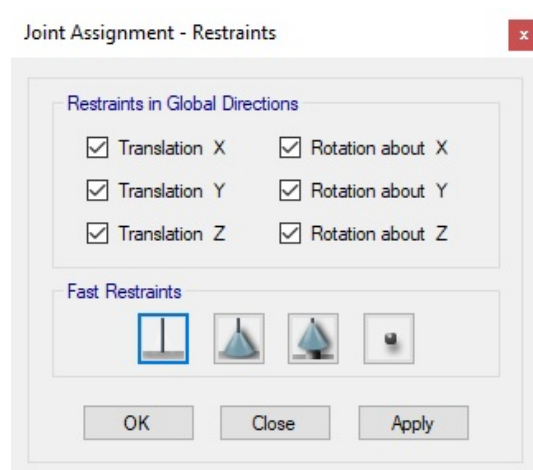 Joint Assignment - Restraints
x
Restraints in Global Directions
Translation X
Rotation about X
Translation Y
Rotation about Y
Translation Z
Rotation about Z
Fast Restraints
OK
Close
Apply